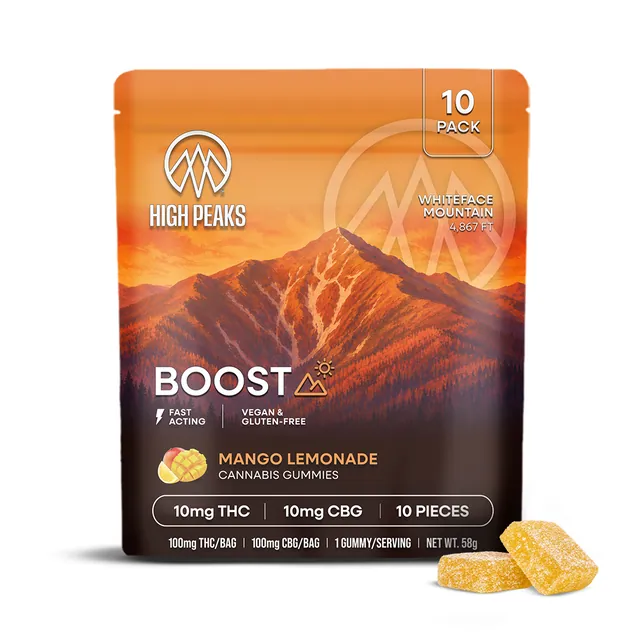 10
PACK
HIGH PEAKS
WHITEFACE
MOUNTAIN
4,867 FT
BOOST
FAST
ACTING
VEGAN &
GLUTEN-FREE
MANGO LEMONADE
CANNABIS GUMMIES
10mg THC | 10mg CBG | 10 PIECES
100mg THC/BAG | 100mg CBG/BAG | 1 GUMMY/SERVING | NET WT. 58g